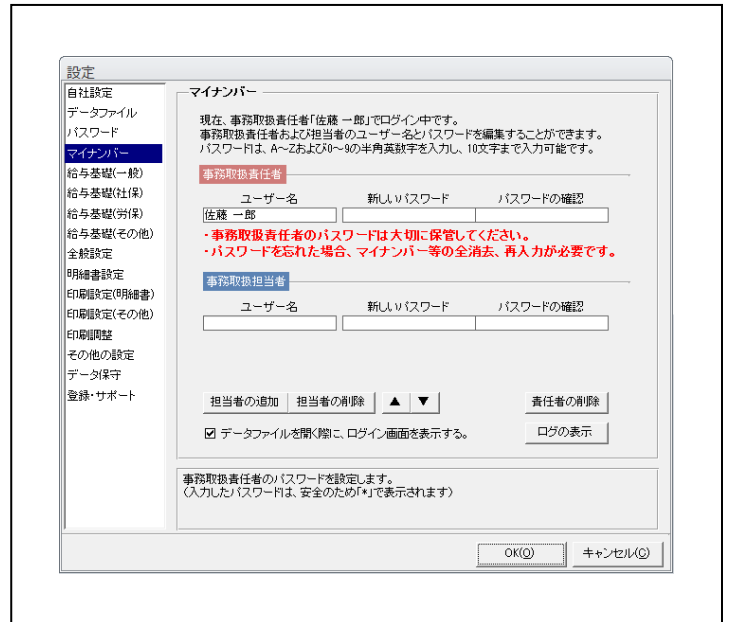 設定
自社設定
データファイル
パスワード
マイナンバー
給与基礎(一般)
給与基礎(社保)
給与基礎(労保)
給与基礎(その他)
全般設定
明細書設定
印刷設定(明細書)
印刷設定(その他)
印刷調整
その他の設定
データ保守
登録・サポート
マイナンバー
現在、事務取扱責任者「佐藤 一郎」でログイン中です。
事務取扱責任者および担当者のユーザー名とパスワードを編集することができます。
パスワードは、A~Zおよび0~9の半角英数字を入力し、10文字まで入力可能です。
事務取扱責任者
ユーザー名 新しいパスワード パスワードの確認
佐藤 一郎
・事務取扱責任者のパスワードは大切に保管してください。
・パスワードを忘れた場合、マイナンバー等の全消去、再入力が必要です。
事務取扱担当者
ユーザー名 新しいパスワード パスワードの確認
担当者の追加 担当者の削除 ▲ ▼ 責任者の削除
データファイルを開く際に、ログイン画面を表示する。 ログの表示
事務取扱責任者のパスワードを設定します。
(入力したパスワードは、安全のため「*」で表示されます)
OK(O) キャンセル(C)